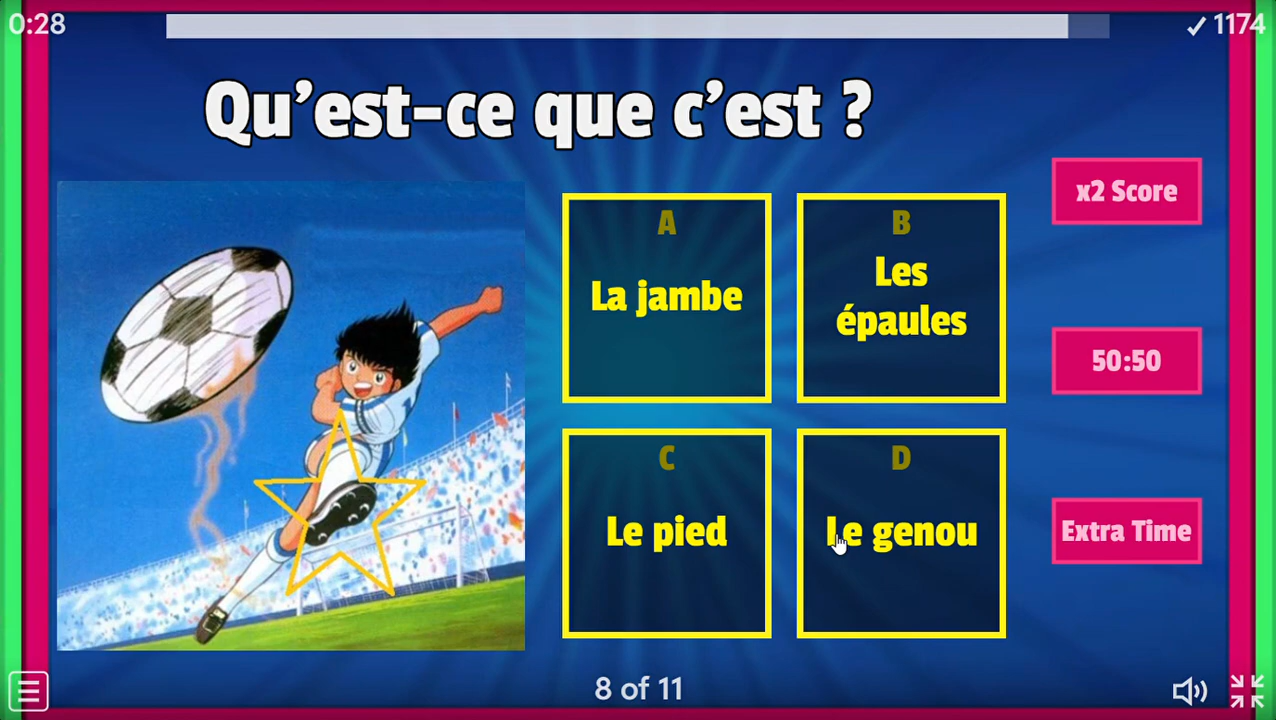 0:28
✓ 1174
Qu'est-ce que c'est ?
x2 Score
A
La jambe
B
Les
épaules
50:50
C
Le pied
D
Le genou
Extra Time
8 of 11